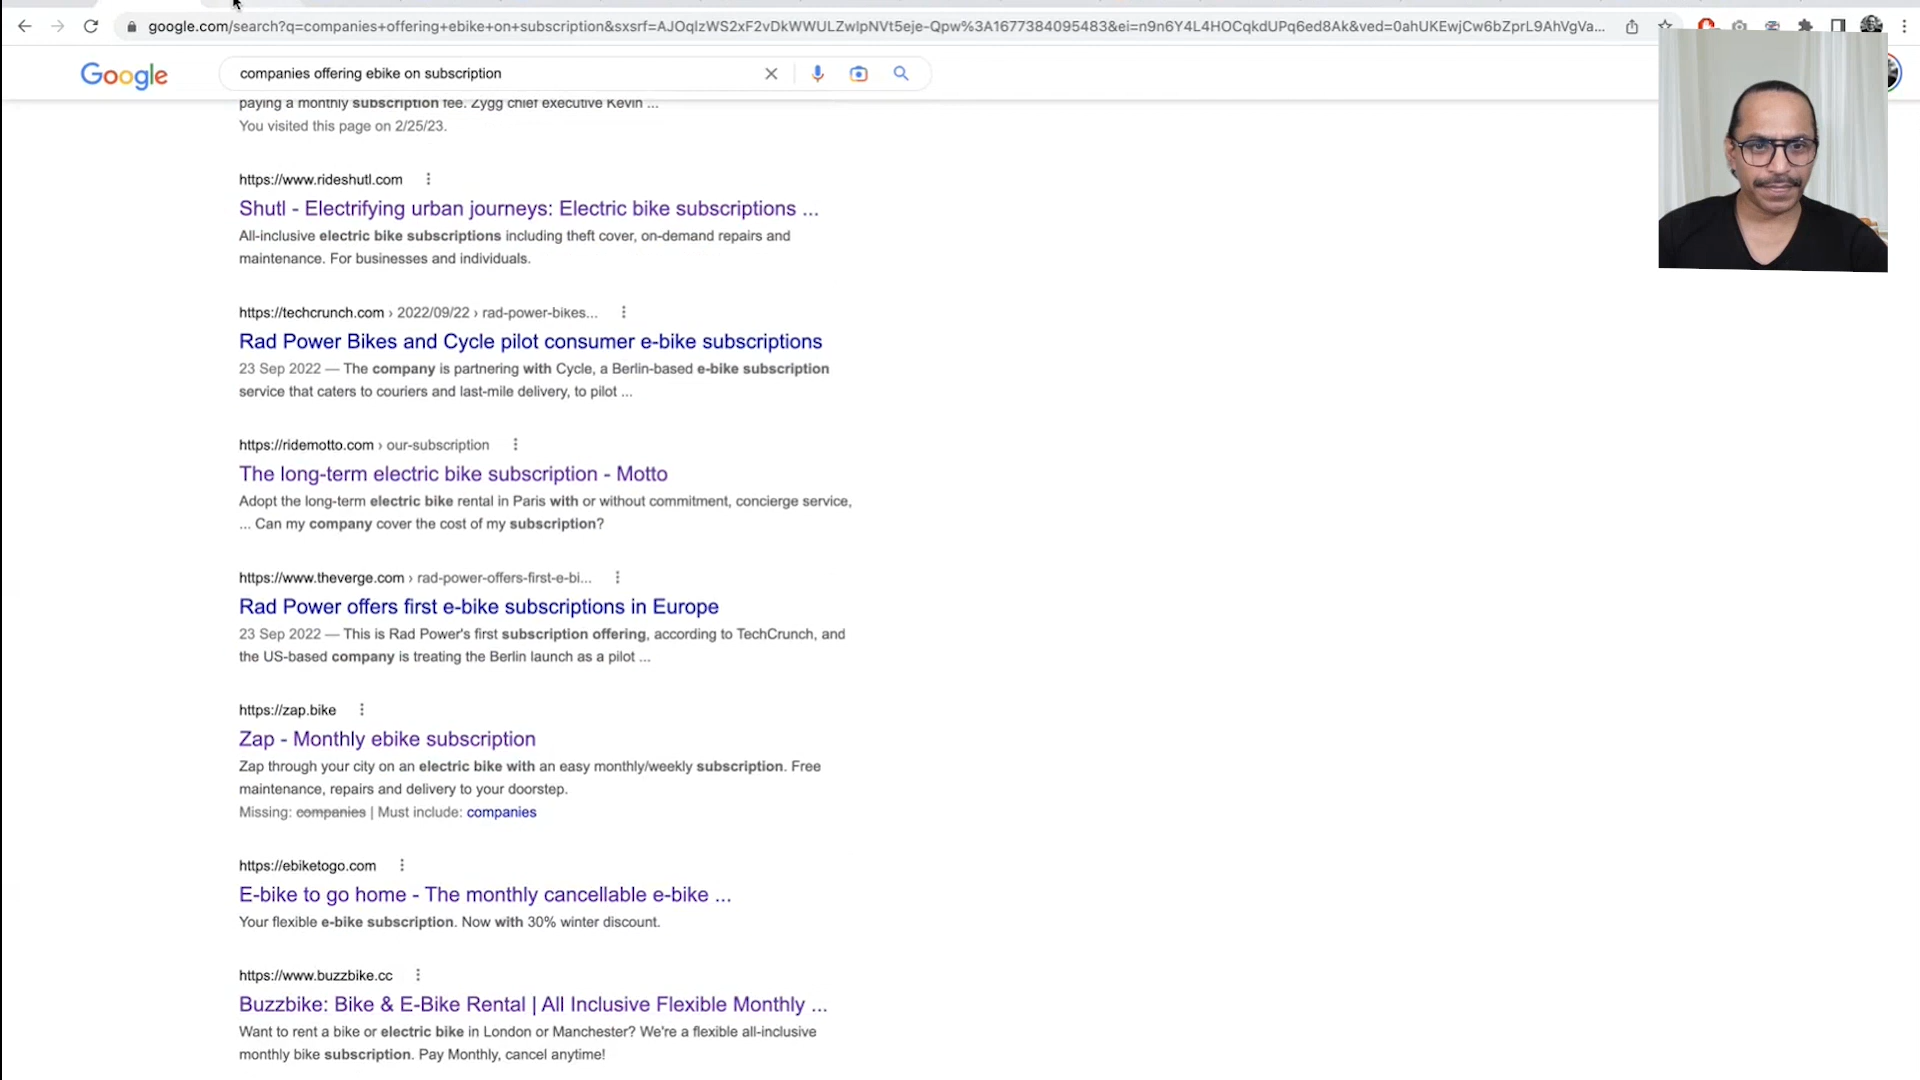 google.com/search?q=companies+offering+ebike+on+subscription&sxsrf=AJOqlzWS2xF2vDkWWULZwlpNVt5eje-Qpw%3A1677384095483&ei=n9n6Y4L4HOCqkdUPq6ed8Ak&ved=0ahUKEwjCw6bZprL9AhVgVa...
Google
companies offering ebike on subscription
paying a monthly subscription fee. Zygg chief executive Kevin ...
You visited this page on 2/25/23.
https://www.rideshutl.com
Shutl - Electrifying urban journeys: Electric bike subscriptions ...
All-inclusive electric bike subscriptions including theft cover, on-demand repairs and
maintenance. For businesses and individuals.
https://techcrunch.com › 2022/09/22 › rad-power-bikes...
Rad Power Bikes and Cycle pilot consumer e-bike subscriptions
23 Sep 2022 — The company is partnering with Cycle, a Berlin-based e-bike subscription
service that caters to couriers and last-mile delivery, to pilot ...
https://ridemotto.com › our-subscription
The long-term electric bike subscription - Motto
Adopt the long-term electric bike rental in Paris with or without commitment, concierge service,
... Can my company cover the cost of my subscription?
https://www.theverge.com › rad-power-offers-first-e-bi...
Rad Power offers first e-bike subscriptions in Europe
23 Sep 2022 — This is Rad Power's first subscription offering, according to TechCrunch, and
the US-based company is treating the Berlin launch as a pilot ...
https://zap.bike
Zap - Monthly ebike subscription
Zap through your city on an electric bike with an easy monthly/weekly subscription. Free
maintenance, repairs and delivery to your doorstep.
Missing: companies | Must include: companies
https://ebiketogo.com
E-bike to go home - The monthly cancellable e-bike ...
Your flexible e-bike subscription. Now with 30% winter discount.
https://www.buzzbike.cc
Buzzbike: Bike & E-Bike Rental | All Inclusive Flexible Monthly ...
Want to rent a bike or electric bike in London or Manchester? We're a flexible all-inclusive
monthly bike subscription. Pay Monthly, cancel anytime!